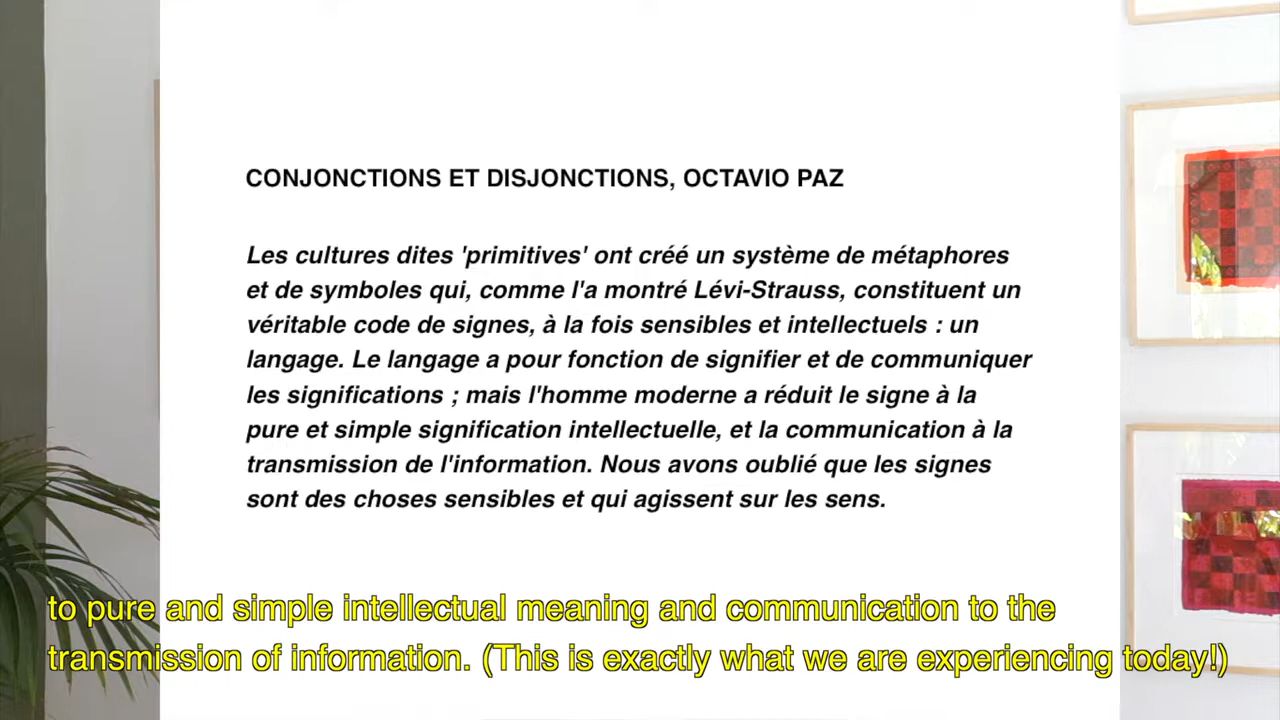 CONJONCTIONS ET DISJONCTIONS, OCTAVIO PAZ
Les cultures dites 'primitives' ont créé un système de métaphores
et de symboles qui, comme l'a montré Lévi-Strauss, constituent un
véritable code de signes, à la fois sensibles et intellectuels : un
langage. Le langage a pour fonction de signifier et de communiquer
les significations ; mais l'homme moderne a réduit le signe à la
pure et simple signification intellectuelle, et la communication à la
transmission de l'information. Nous avons oublié que les signes
sont des choses sensibles et qui agissent sur les sens.
to pure and simple intellectual meaning and communication to the
transmission of information. (This is exactly what we are experiencing today!)